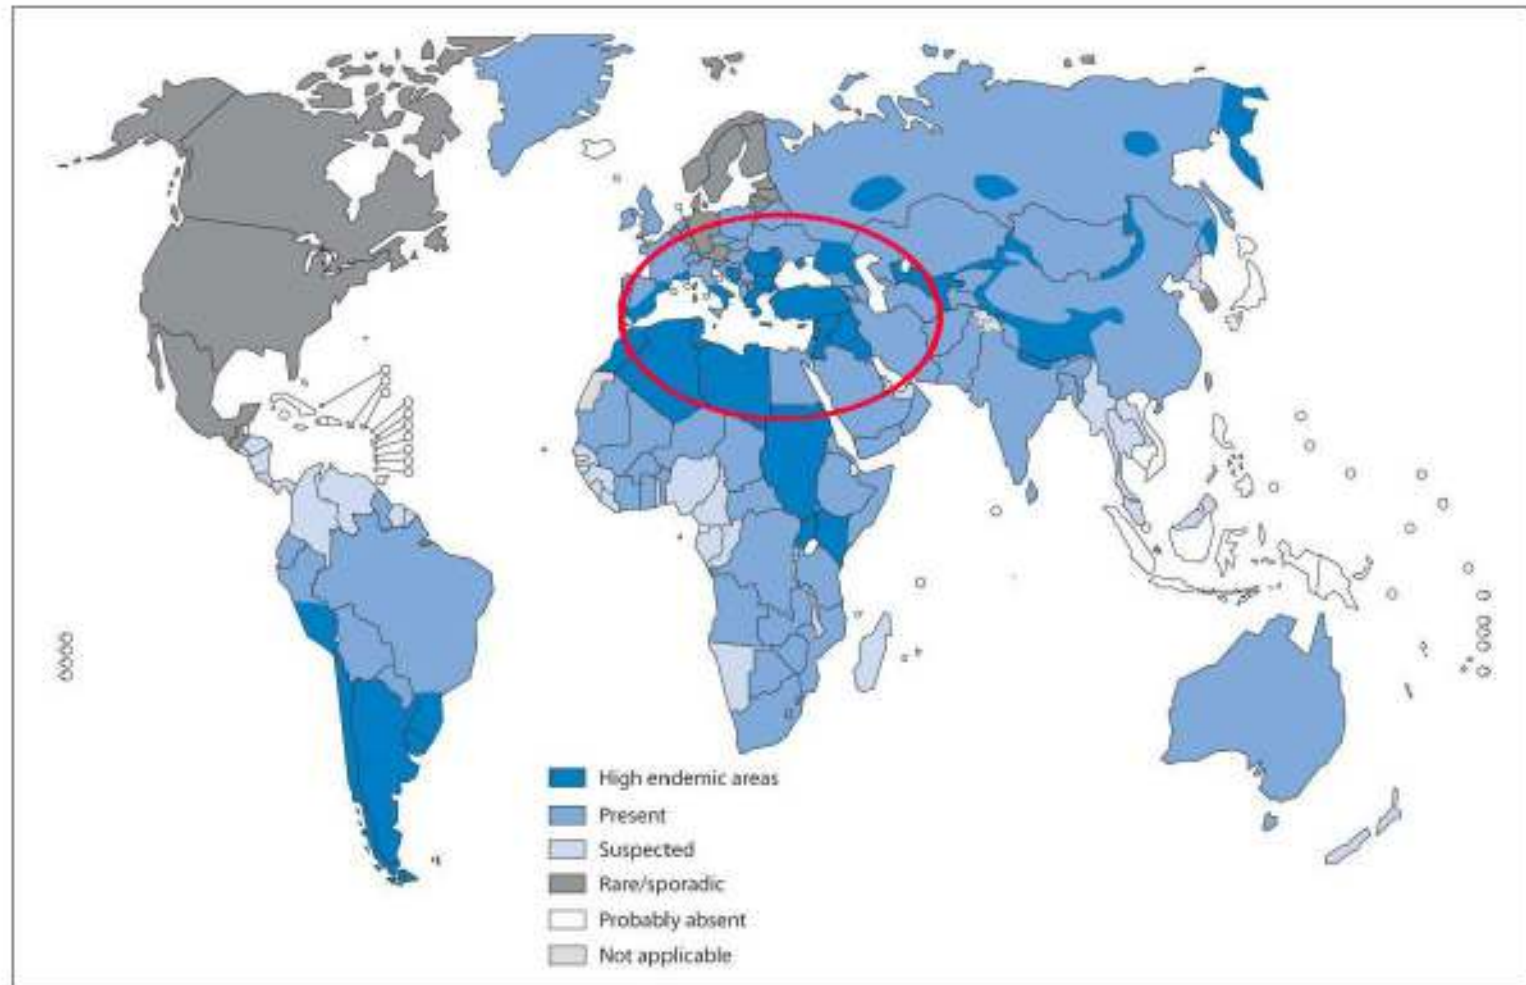 High endemic areas
Present
Suspected
Rare/sporadic
Probably absent
Not applicable